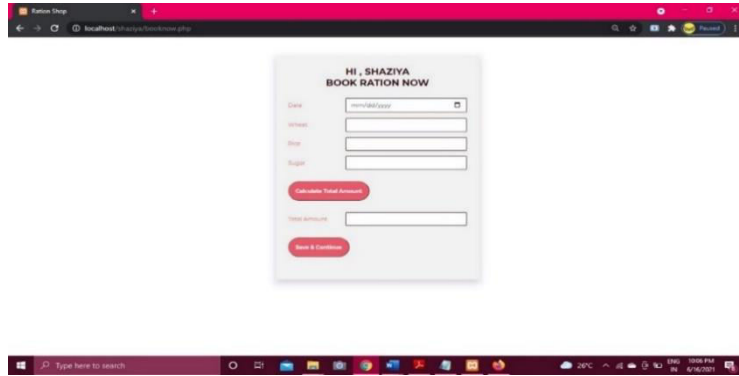 Ration Shop
localhost/shaziya/booknow.php
Paused
HI , SHAZIYA
BOOK RATION NOW
Date
mm/dd/yyyy
Wheat
Rice
Sugar
Calculate Total Amount
Total Amount
Save & Continue
Type here to search
26°C
ENG
IN
10:06 PM
6/16/2021